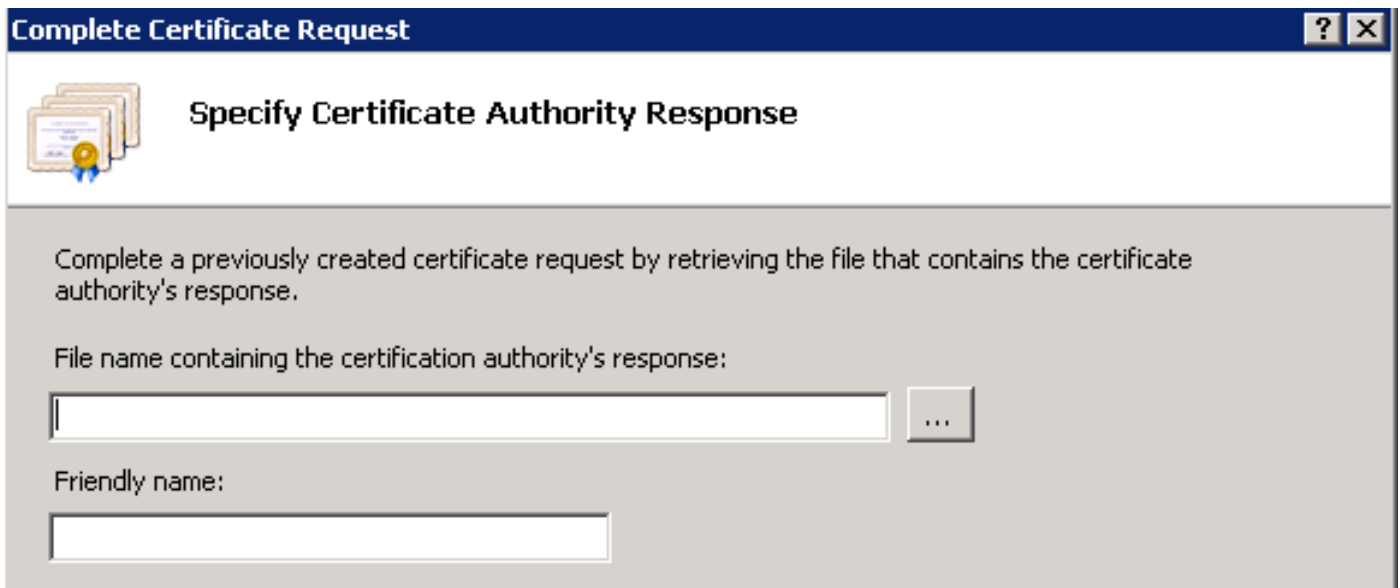 Complete Certificate Request
? X
Specify Certificate Authority Response
Complete a previously created certificate request by retrieving the file that contains the certificate
authority's response.
File name containing the certification authority's response:
...
Friendly name: